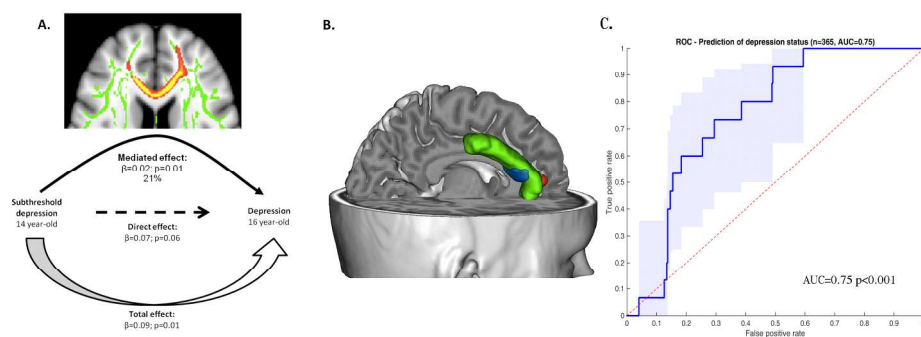 A.
Mediated effect:
β=0.02; p=0.01
21%
Subthreshold
depression
14 year-old
Depression
16 year-old
Direct effect:
β=0.07; p=0.06
Total effect:
β=0.09; p=0.01
B.
C.
ROC - Prediction of depression status (n=365, AUC=0.75)
True positive rate
1
0.9
0.8
0.7
0.6
0.5
0.4
0.3
0.2
0.1
0
AUC=0.75 p<0.001
0 0.1 0.2 0.3 0.4 0.5 0.6 0.7 0.8 0.9 1
False positive rate